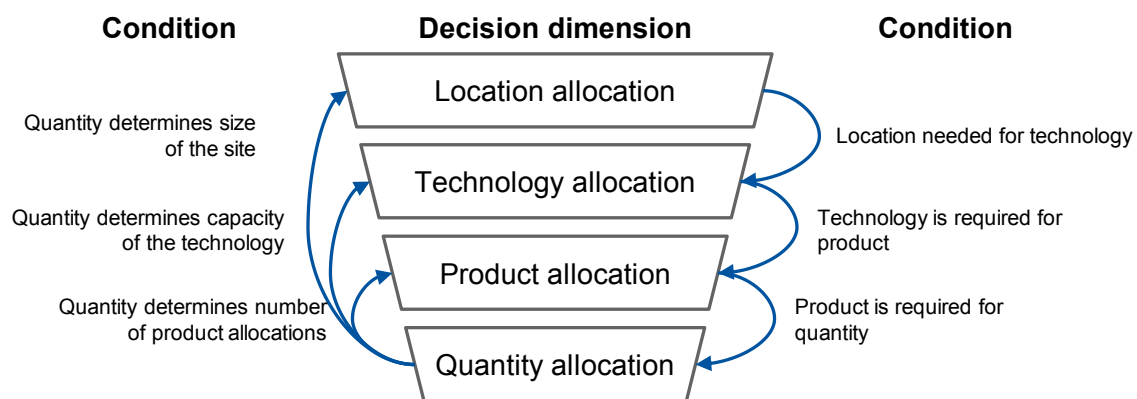 Condition
Decision dimension
Condition
Location allocation
Quantity determines size
of the site
Location needed for technology
Technology allocation
Quantity determines capacity
of the technology
Technology is required for
product
Product allocation
Quantity determines number
of product allocations
Product is required for
quantity
Quantity allocation